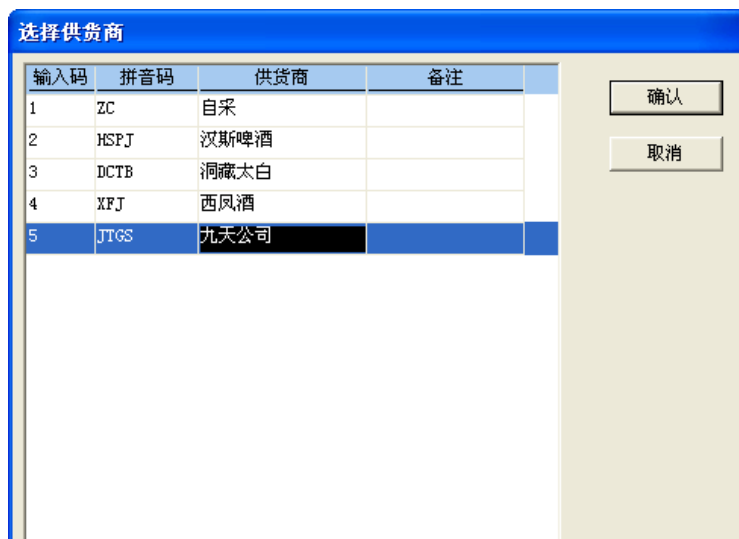 选择供货商
输入码 拼音码 供货商 备注
确认
1 ZC 自采
2 HSPJ 汉斯啤酒
取消
3 DCTB 洞藏太白
4 XFJ 西凤酒
5 JTGS 九天公司